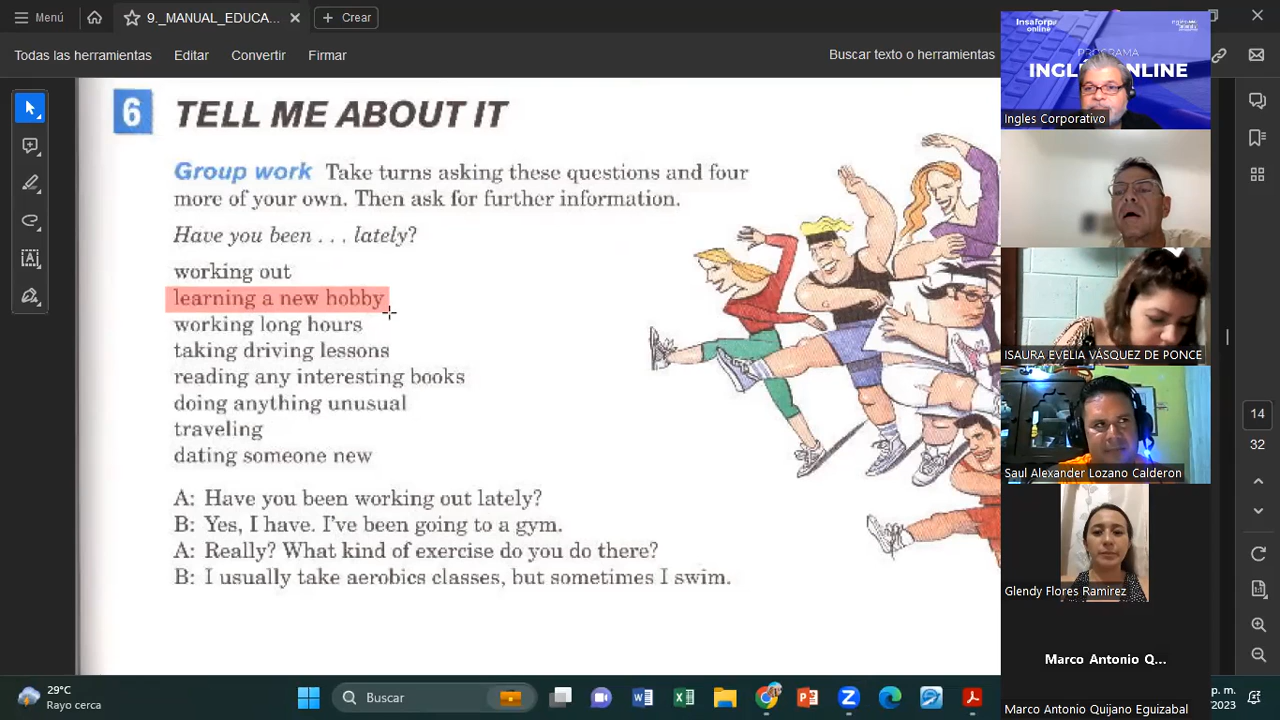 Menú
9._MANUAL_EDUCA...
Crear
Todas las herramientas
Editar
Convertir
Firmar
Buscar texto o herramientas
6 TELL ME ABOUT IT
Group work Take turns asking these questions and four
more of your own. Then ask for further information.
Have you been . . . lately?
working out
learning a new hobby
working long hours
taking driving lessons
reading any interesting books
doing anything unusual
traveling
dating someone new
A: Have you been working out lately?
B: Yes, I have. I've been going to a gym.
A: Really? What kind of exercise do you do there?
B: I usually take aerobics classes, but sometimes I swim.
Insaforp
online
PROGRAMA
INGLÉS ONLINE
Ingles Corporativo
ISAURA EVELIA VÁSQUEZ DE PONCE
Saul Alexander Lozano Calderon
Glendy Flores Ramirez
Marco Antonio Q...
Marco Antonio Quijano Eguizabal
14
32
29°C
Rayo cerca
Buscar
p. m.
2023